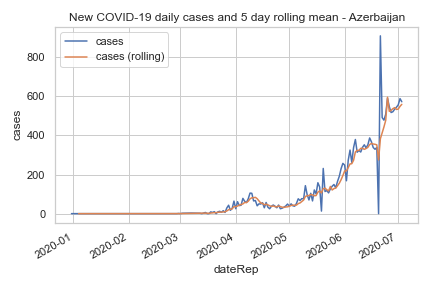 New COVID-19 daily cases and 5 day rolling mean - Azerbaijan
cases
cases (rolling)
800
600
400
200
0
cases
2020-01
2020-02
2020-03
2020-04
2020-05
2020-06
2020-07
dateRep